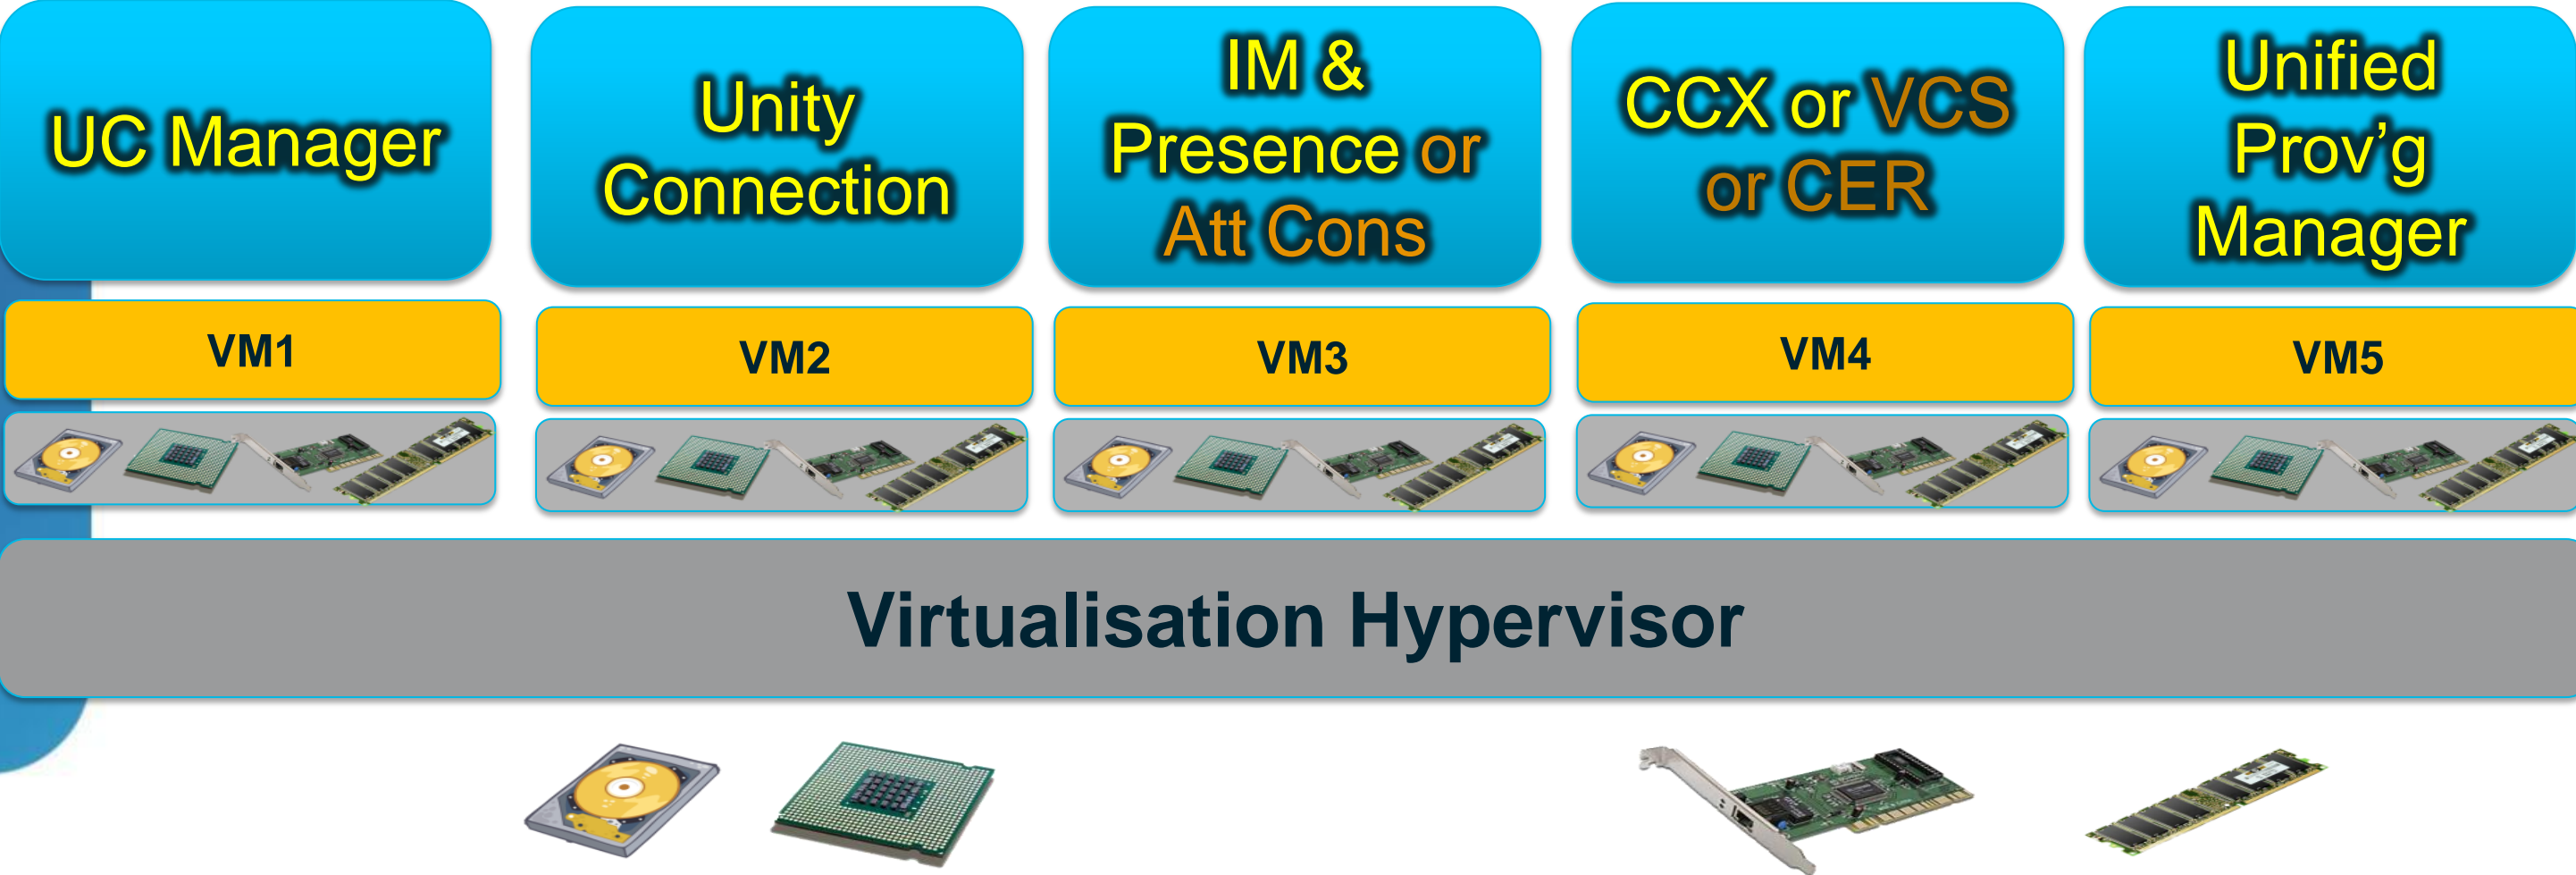 UC Manager
Unity
Connection
IM &
Presence or
Att Cons
CCX or VCS
or CER
Unified
Prov’g
Manager
VM1
VM2
VM3
VM4
VM5
Virtualisation Hypervisor